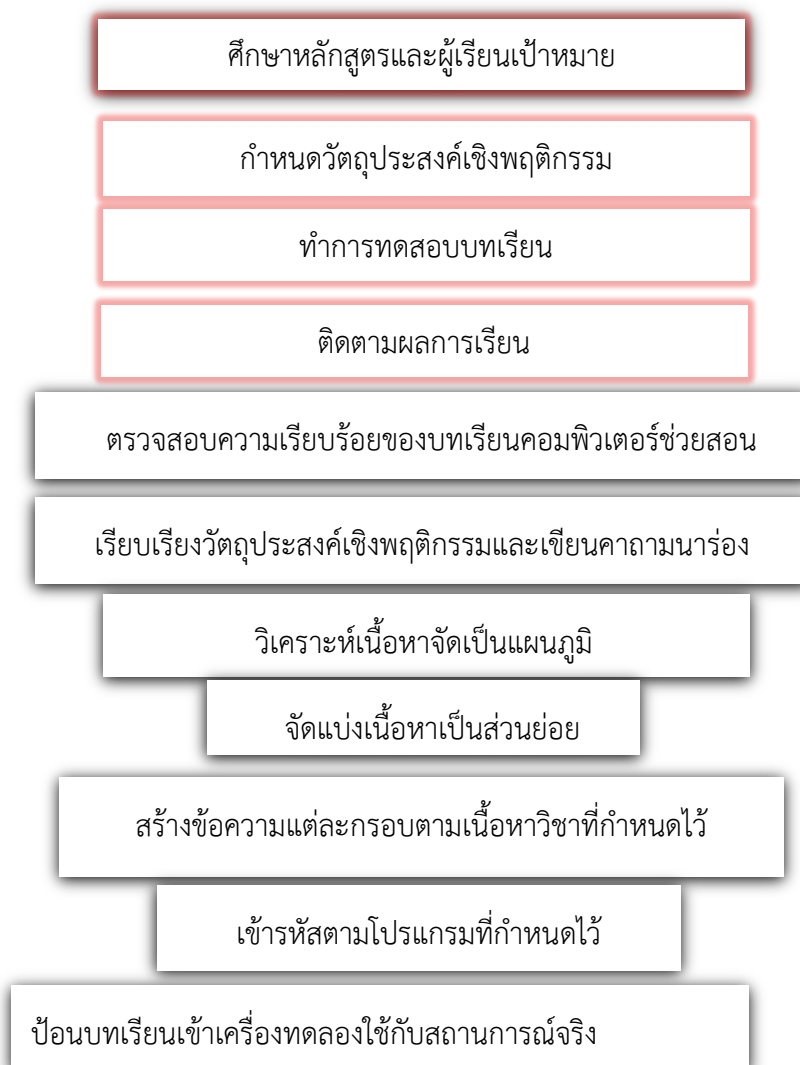 ศึกษาหลักสูตรและผู้เรียนเป้าหมาย
กำหนดวัตถุประสงค์เชิงพฤติกรรม
ทำการทดสอบบทเรียน
ติดตามผลการเรียน
ตรวจสอบความเรียบร้อยของบทเรียนคอมพิวเตอร์ช่วยสอน
เรียบเรียงวัตถุประสงค์เชิงพฤติกรรมและเขียนคาถามนาร่อง
วิเคราะห์เนื้อหาจัดเป็นแผนภูมิ
จัดแบ่งเนื้อหาเป็นส่วนย่อย
สร้างข้อความแต่ละกรอบตามเนื้อหาวิชาที่กำหนดไว้
เข้ารหัสตามโปรแกรมที่กำหนดไว้
ป้อนบทเรียนเข้าเครื่องทดลองใช้กับสถานการณ์จริง